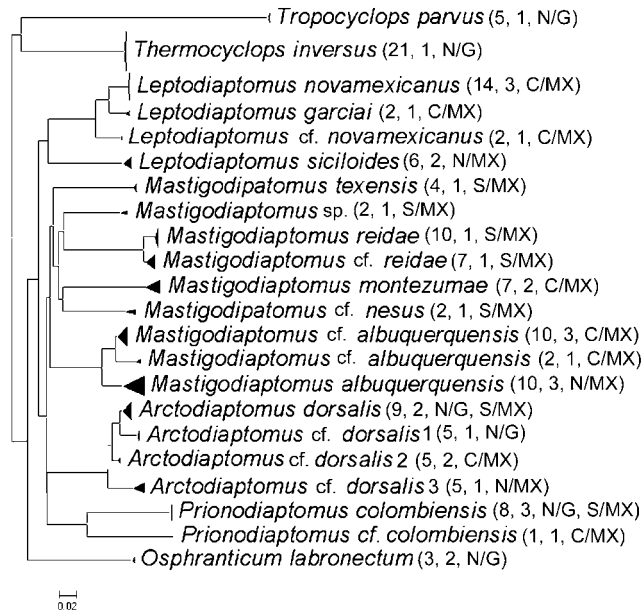 Tropocyclops parvus (5, 1, N/G)
Thermocyclops inversus (21, 1, N/G)
Leptodiaptomus novamexicanus (14, 3, C/MX)
Leptodiaptomus garciai (2, 1, C/MX)
Leptodiaptomus cf. novamexicanus (2, 1, C/MX)
Leptodiaptomus siciloides (6, 2, N/MX)
Mastigodipatomus texensis (4, 1, S/MX)
Mastigodiaptomus sp. (2, 1, S/MX)
Mastigodiaptomus reidae (10, 1, S/MX)
Mastigodiaptomus cf. reidae (7, 1, S/MX)
Mastigodiaptomus montezumae (7, 2, C/MX)
Mastigodipatomus cf. nesus (2, 1, S/MX)
Mastigodiaptomus cf. albuquerquensis (10, 3, C/MX)
Mastigodiaptomus cf. albuquerquensis (2, 1, C/MX)
Mastigodiaptomus albuquerquensis (10, 3, N/MX)
Arctodiaptomus dorsalis (9, 2, N/G, S/MX)
Arctodiaptomus cf. dorsalis 1 (5, 1, N/G)
Arctodiaptomus cf. dorsalis 2 (5, 2, C/MX)
Arctodiaptomus cf. dorsalis 3 (5, 1, N/MX)
Prionodiaptomus colombiensis (8, 3, N/G, S/MX)
Prionodiaptomus cf. colombiensis (1, 1, C/MX)
Osphranticum labronectum (3, 2, N/G)
0.02